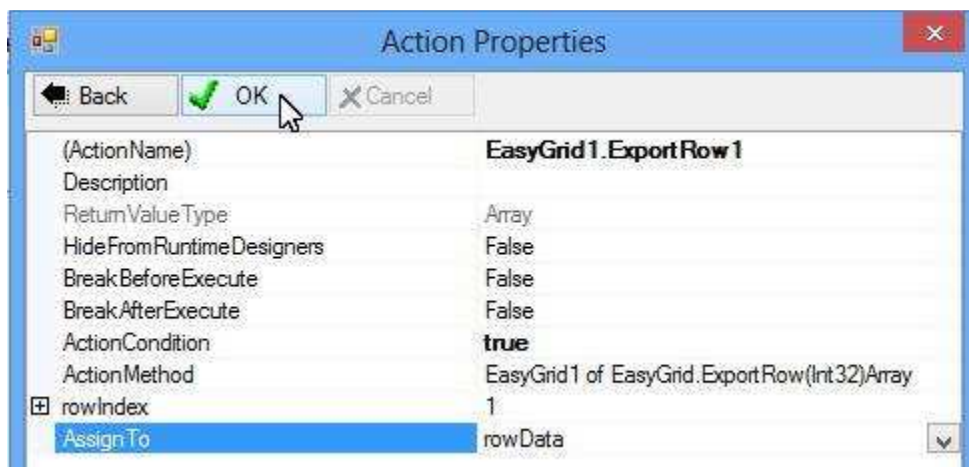 Action Properties
Back OK Cancel
(ActionName) EasyGrid1.ExportRow1
Description
ReturnValueType Array
HideFromRuntimeDesigners False
BreakBeforeExecute False
BreakAfterExecute False
ActionCondition true
ActionMethod EasyGrid1 of EasyGrid.ExportRow(Int32)Array
rowIndex 1
AssignTo rowData